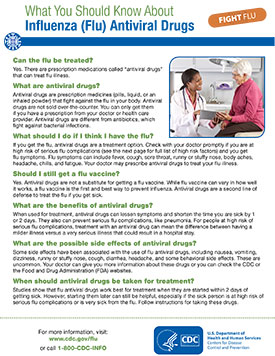 What You Should Know About
Influenza (Flu) Antiviral Drugs
FIGHT FLU
Can the flu be treated?
Yes. There are prescription medications called "antiviral drugs"
that can treat influenza illness.
What are antiviral drugs?
Antiviral drugs are prescription medicines (pills, liquid, or an
inhaled powder) that fight against the flu in your body. Antiviral
drugs are not sold over the counter. You can only get them
if you have a prescription from your doctor or health care
provider. Antiviral drugs are different from antibiotics, which
fight against bacterial infections.
What should I do if I think I have the flu?
If you get the flu, antiviral drugs are a treatment option. Check with your doctor promptly if you are at
high risk of serious flu complications (see the next page for full list of high risk factors) and you get
flu symptoms. Flu symptoms can include fever, cough, sore throat, runny or stuffy nose, body aches,
headache, chills, and fatigue. Your doctor may prescribe antiviral drugs to treat your flu illness.
Should I still get a flu vaccine?
Yes. Antiviral drugs are not a substitute for getting a flu vaccine. While flu vaccine can vary in how well
it works, a flu vaccine is the first and best way to prevent influenza. Antiviral drugs are a second line of
defense to treat the flu if you get sick.
What are the benefits of antiviral drugs?
When used for treatment, antiviral drugs can lessen symptoms and shorten the time you are sick by 1
or 2 days. They also can prevent serious flu complications, like pneumonia. For people at high risk of
serious flu complications, treatment with an antiviral drug can mean the difference between having a
milder illness versus a very serious illness that could result in a hospital stay.
What are the possible side effects of antiviral drugs?
Some side effects have been associated with the use of flu antiviral drugs, including nausea, vomiting,
dizziness, runny or stuffy nose, cough, diarrhea, headache, and some behavioral side effects. These are
uncommon. Your doctor can give you more information about these drugs or you can check the CDC or
the Food and Drug Administration (FDA) websites.
When should antiviral drugs be taken for treatment?
Studies show that flu antiviral drugs work best for treatment when they are started within 2 days of
getting sick. However, starting them later can still be helpful, especially if the sick person is at high risk of
serious flu complications or is very sick from the flu. Follow instructions for taking these drugs.
For more information, visit:
www.cdc.gov/flu
or call 1-800-CDC-INFO
CDC
U.S. Department of
Health and Human Services
Centers for Disease
Control and Prevention